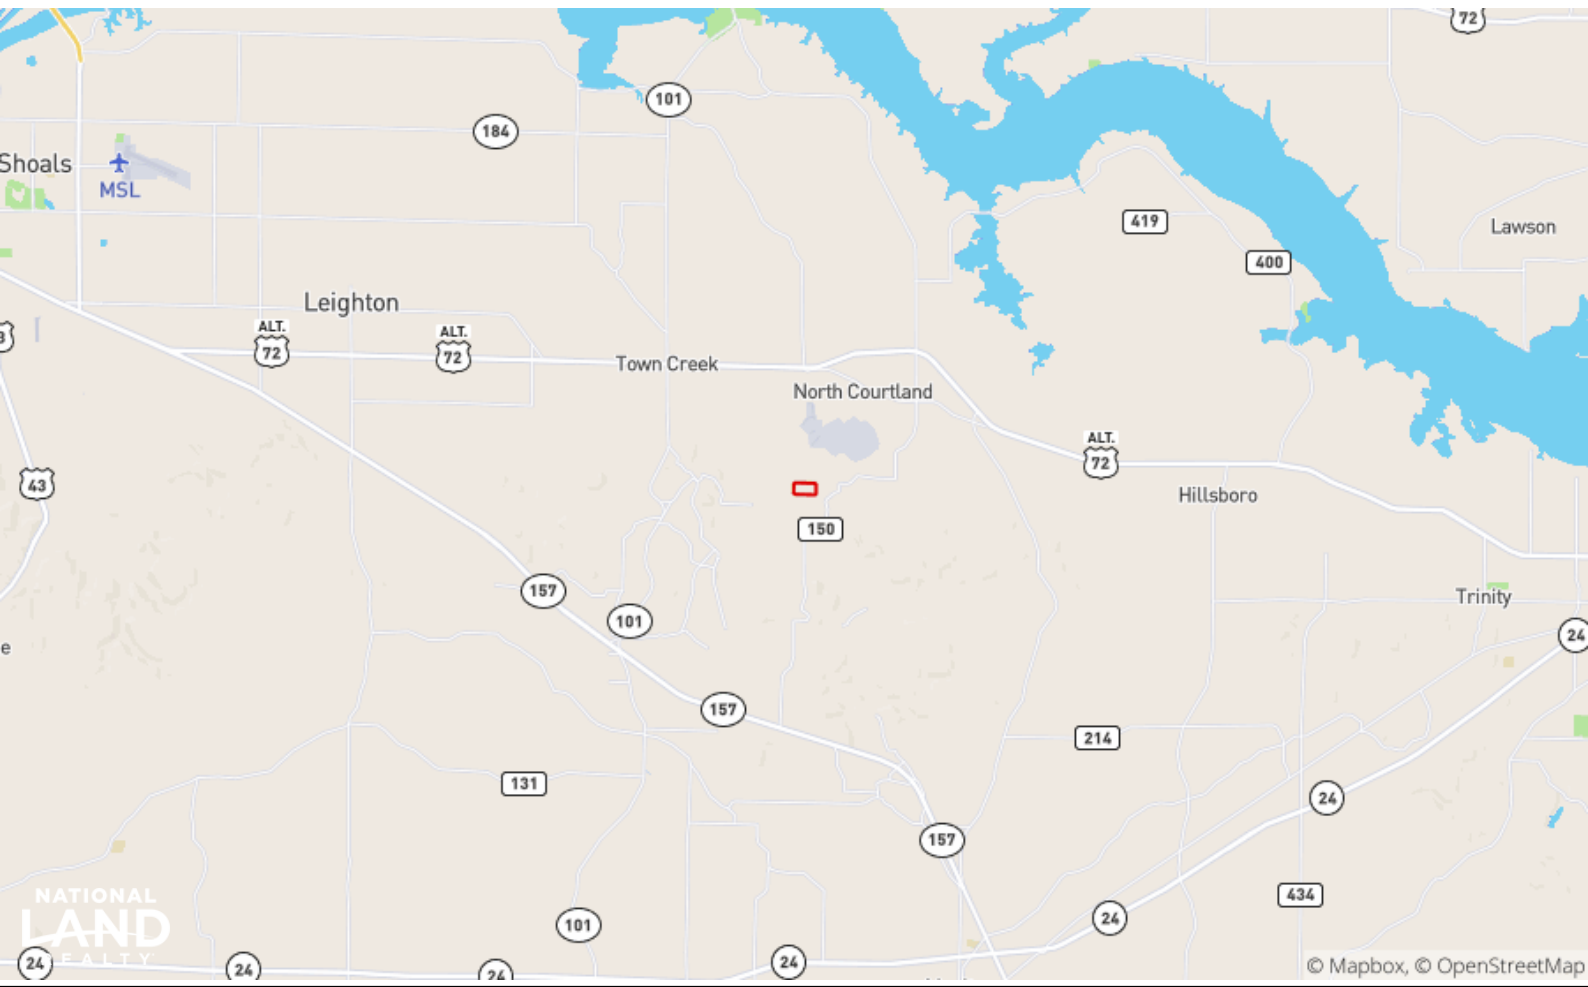 72
101
184
Shoals
MSL
419
Lawson
400
Leighton
ALT.
72
ALT.
72
Town Creek
North Courtland
ALT.
72
43
Hillsboro
150
157
101
Trinity
24
e
157
214
131
24
157
434
NATIONAL
LAND
REALTY
101
24
24
24
24
24
© Mapbox, © OpenStreetMap